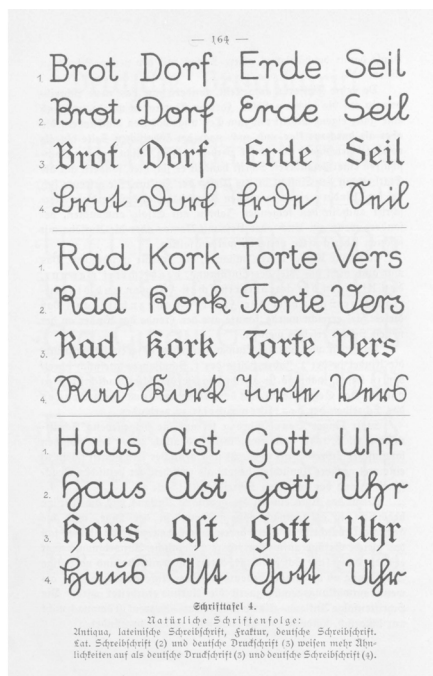 — 164 —
1 Brot Dorf Erde Seil
2. Brot Dorf Erde Seil
3 Brot Dorf Erde Seil
4 Brot Dorf Erde Seil
1. Rad Kork Torte Vers
2. Rad Kork Torte Vers
3. Rad Kork Torte Vers
4. Rad Kork Torte Vers
1. Haus Ast Gott Uhr
2. Haus Ast Gott Uhr
3. Haus Aſt Gott Uhr
4. Haus Aſt Gott Uhr
Schrifttafel 4.
Natürliche Schriftenfolge:
Antiqua, lateiniſche Schreibſchrift, Fraktur, deutſche Schreibſchrift.
Lat. Schreibſchrift (2) und deutſche Druckſchrift (3) weiſen mehr Ähn-
lichkeiten auf als deutſche Druckſchrift (3) und deutſche Schreibſchrift (4).